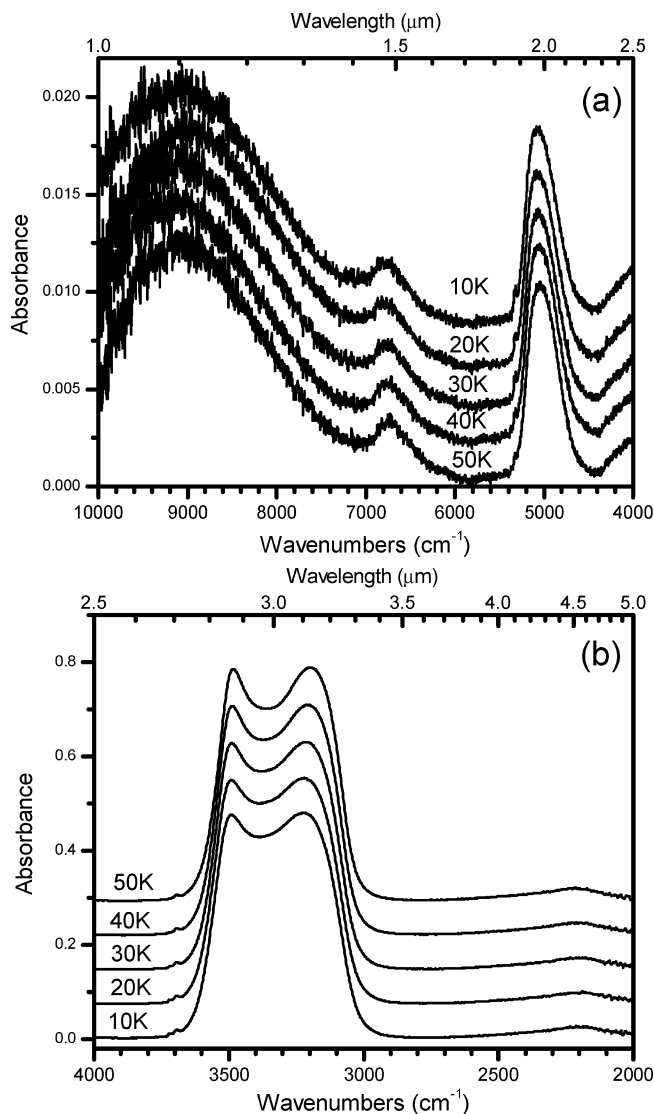 Wavelength (μm)
1.0 1.5 2.0 2.5
(a)
0.020
0.015
0.010
0.005
0.000
Absorbance
10K
20K
30K
40K
50K
10000 9000 8000 7000 6000 5000 4000
Wavenumbers (cm⁻¹)
Wavelength (μm)
2.5 3.0 3.5 4.0 4.5 5.0
(b)
0.8
0.6
0.4
0.2
0.0
Absorbance
50K
40K
30K
20K
10K
4000 3500 3000 2500 2000
Wavenumbers (cm⁻¹)